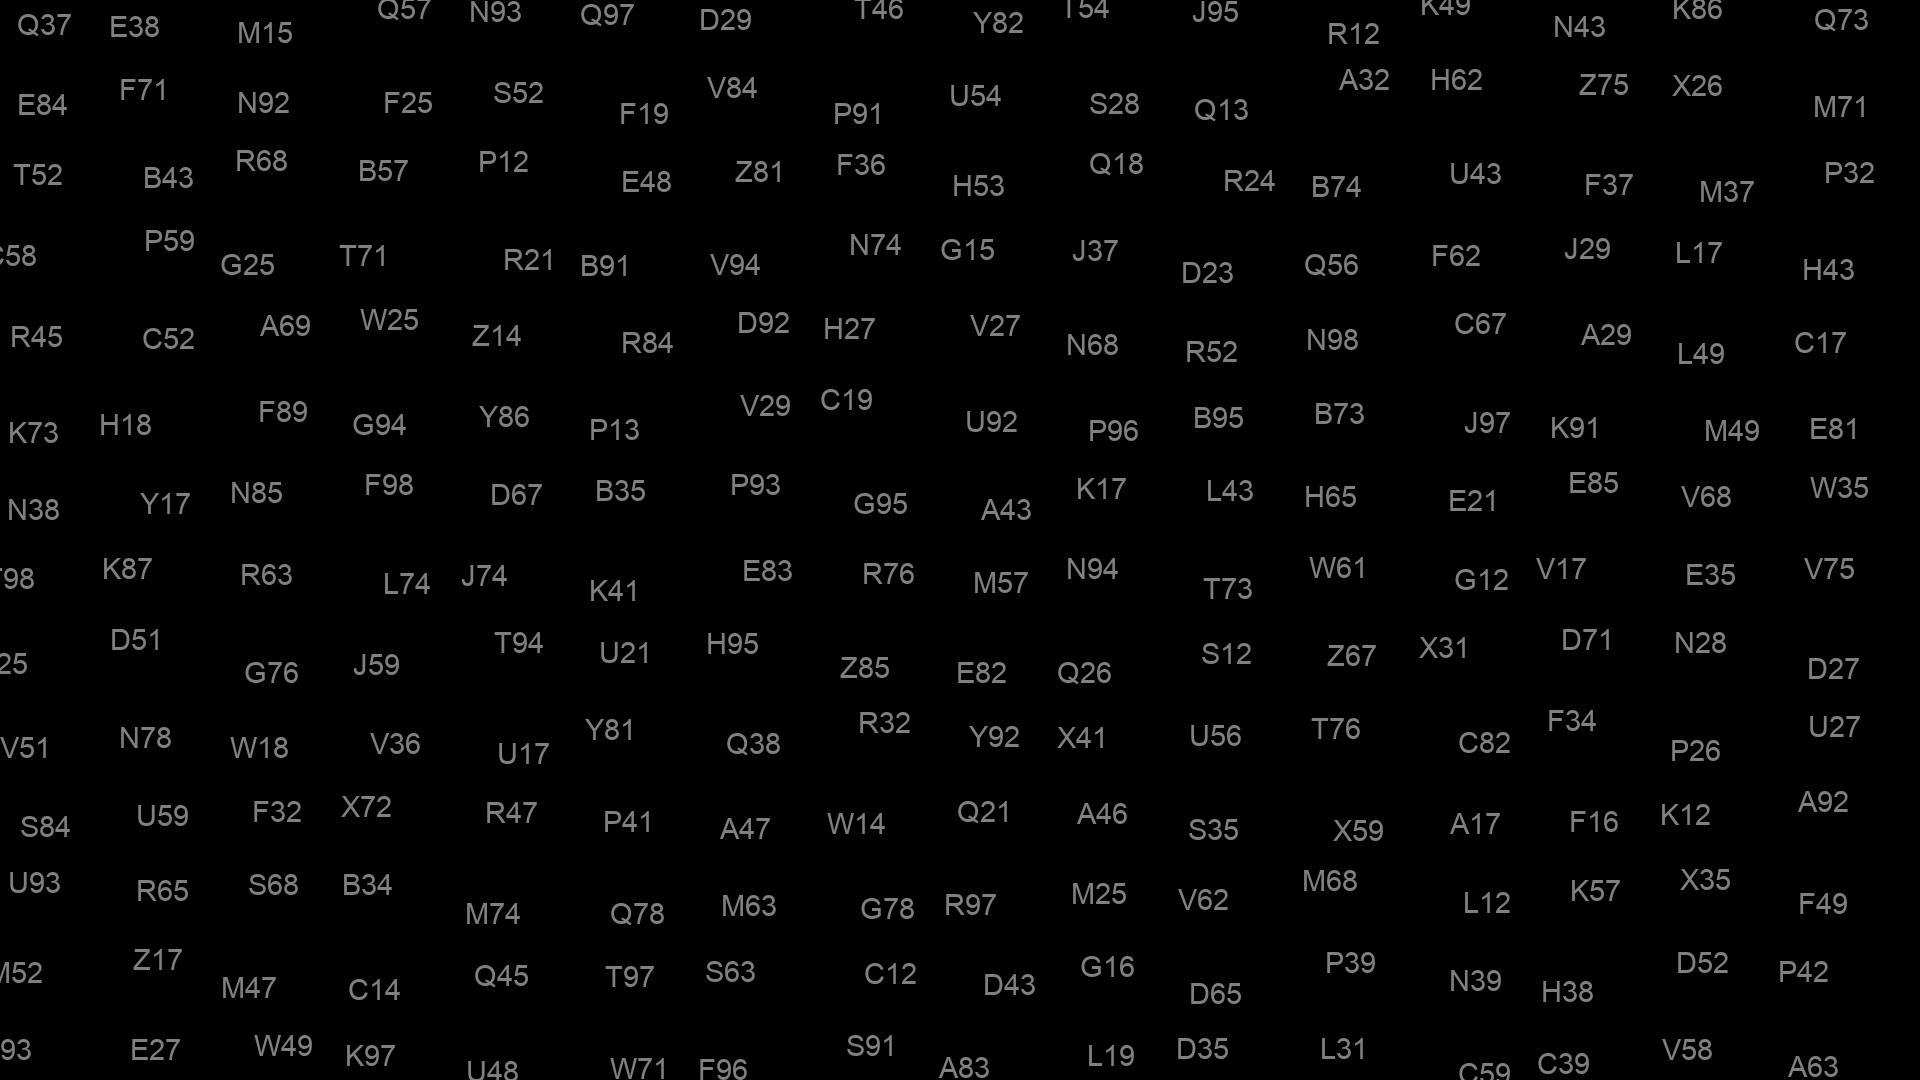 Q37 E38 M15 Q57 N93 Q97 D29 T46 Y82 T54 J95 R12 K49 N43 K86 Q73
E84 F71 N92 F25 S52 F19 V84 P91 U54 S28 Q13 A32 H62 Z75 X26 M71
T52 B43 R68 B57 P12 E48 Z81 F36 H53 Q18 R24 B74 U43 F37 M37 P32
58 P59 G25 T71 R21 B91 V94 N74 G15 J37 D23 Q56 F62 J29 L17 H43
R45 C52 A69 W25 Z14 R84 D92 H27 V27 N68 R52 N98 C67 A29 L49 C17
K73 H18 F89 G94 Y86 P13 V29 C19 U92 P96 B95 B73 J97 K91 M49 E81
N38 Y17 N85 F98 D67 B35 P93 G95 A43 K17 L43 H65 E21 E85 V68 W35
98 K87 R63 L74 J74 K41 E83 R76 M57 N94 T73 W61 G12 V17 E35 V75
25 D51 G76 J59 T94 U21 H95 Z85 E82 Q26 S12 Z67 X31 D71 N28 D27
V51 N78 W18 V36 U17 Y81 Q38 R32 Y92 X41 U56 T76 C82 F34 P26 U27
S84 U59 F32 X72 R47 P41 A47 W14 Q21 A46 S35 X59 A17 F16 K12 A92
U93 R65 S68 B34 M74 Q78 M63 G78 R97 M25 V62 M68 L12 K57 X35 F49
M52 Z17 M47 C14 Q45 T97 S63 C12 D43 G16 D65 P39 N39 H38 D52 P42
93 E27 W49 K97 U48 W71 F96 S91 A83 L19 D35 L31 C59 C39 V58 A63